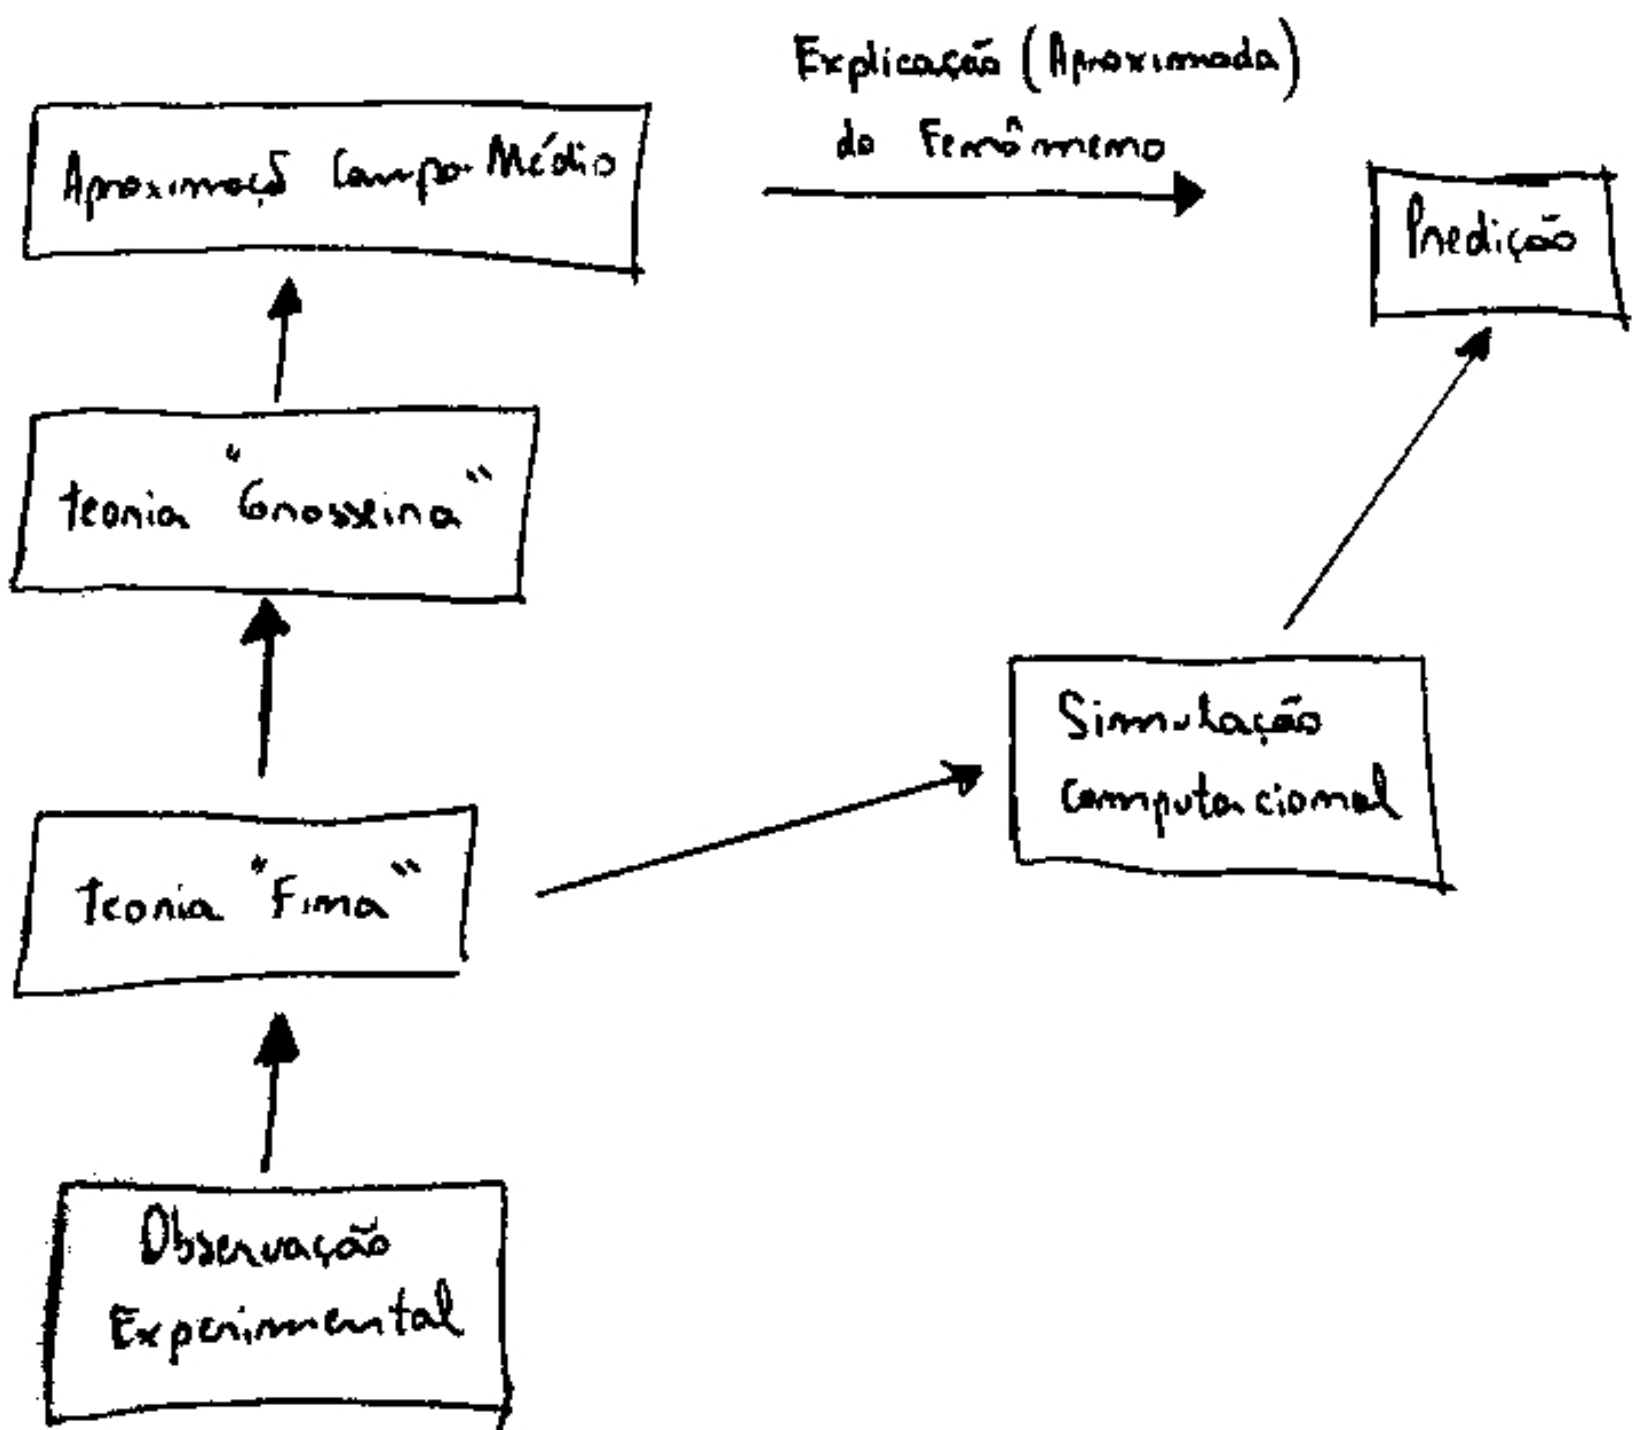 Explicação (Aproximada)
do Fenômeno
Aproximaçõ Campo-Médio
Predição
teoria "Grosseira"
Simulação
computacional
teoria "Fina"
Observação
Experimental